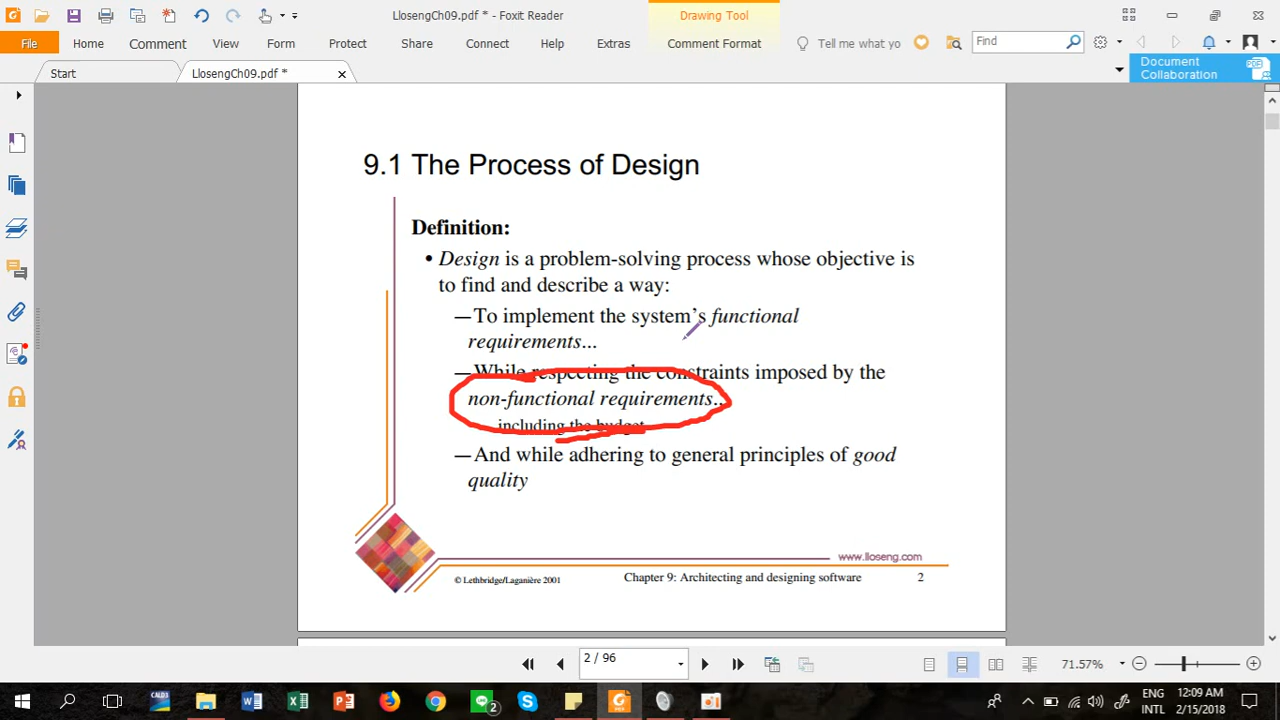 LlosengCh09.pdf * - Foxit Reader
Drawing Tool
File Home Comment View Form Protect Share Connect Help Extras Comment Format Tell me what yo Find
Start LlosengCh09.pdf *
Document
Collaboration
9.1 The Process of Design
Definition:
• Design is a problem-solving process whose objective is
to find and describe a way:
—To implement the system’s functional
requirements...
—While respecting the constraints imposed by the
non-functional requirements...
including the budget
—And while adhering to general principles of good
quality
www.lloseng.com
© Lethbridge/Laganière 2001 Chapter 9: Architecting and designing software 2
2 / 96 71.57%
ENG 12:09 AM
INTL 2/15/2018
2